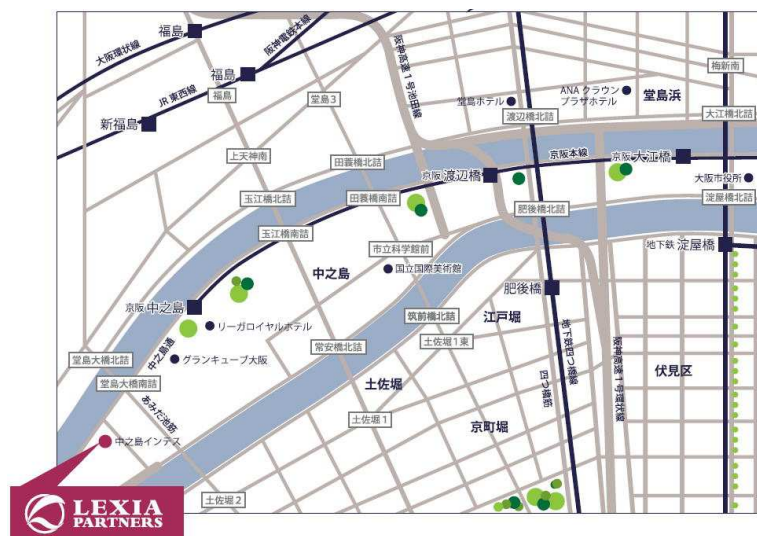 福島
大阪環状線
阪神電鉄本線
福島
JR東西線
福島
新福島
堂島3
阪神高速1号池田線
堂島ホテル
ANAクラウン
プラザホテル
堂島浜
梅新南
渡辺橋北詰
大江橋北詰
上天神南
田蓑橋北詰
京阪本線
京阪 大江橋
京阪 渡辺橋
大阪市役所
玉江橋北詰
田蓑橋南詰
肥後橋北詰
淀屋橋北詰
玉江橋南詰
市立科学館前
地下鉄 淀屋橋
中之島
国立国際美術館
肥後橋
京阪 中之島
リーガロイヤルホテル
筑前橋北詰
江戸堀
土佐堀1東
地下鉄四つ橋線
四つ橋筋
阪神高速1号環状線
伏見区
常安橋北詰
中之島通
堂島大橋北詰
グランキューブ大阪
堂島大橋南詰
土佐堀
あみだ池筋
土佐堀1
京町堀
中之島インテス
土佐堀2
LEXIA
PARTNERS